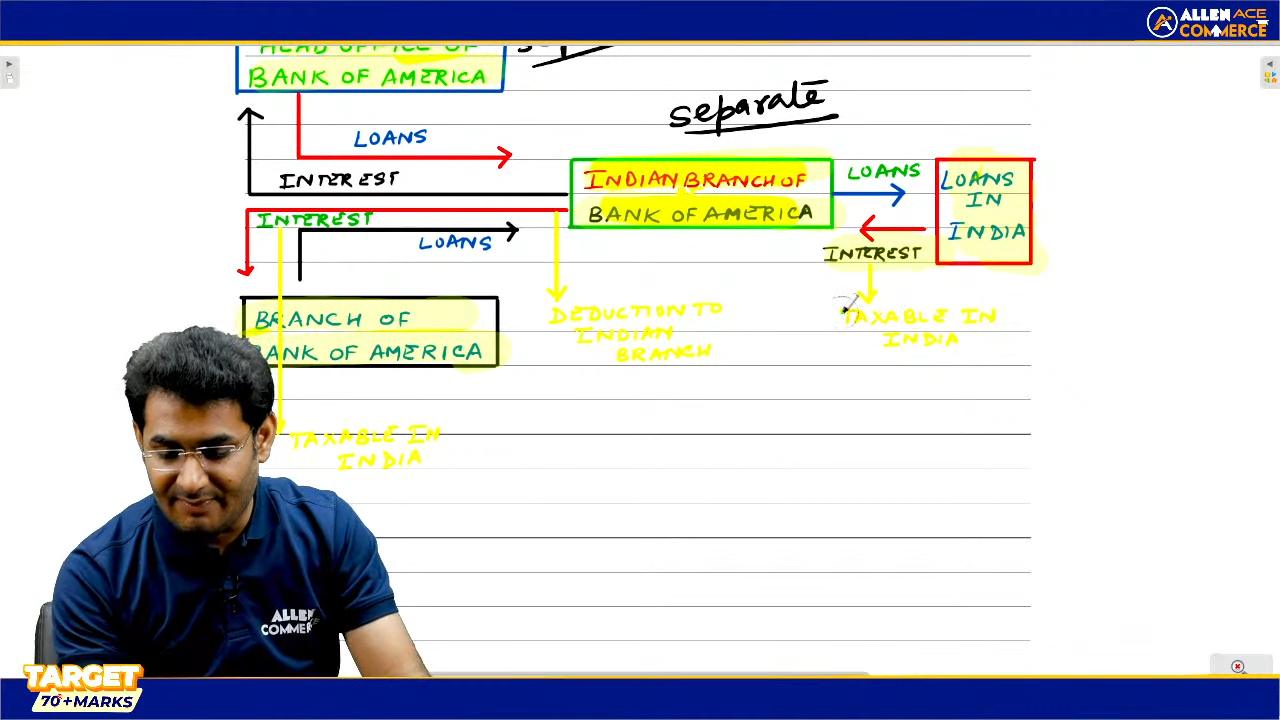 ALLEN ACE
COMMERCE
HEAD OFFICE OF
BANK OF AMERICA
separate
LOANS
INTEREST
INDIAN BRANCH OF
BANK OF AMERICA
LOANS
LOANS
IN
INDIA
INTEREST
INTEREST
LOANS
BRANCH OF
BANK OF AMERICA
DEDUCTION TO
INDIAN
BRANCH
TAXABLE IN
INDIA
TAXABLE IN
INDIA
ALLEN
COMMER
TARGET
70+MARKS